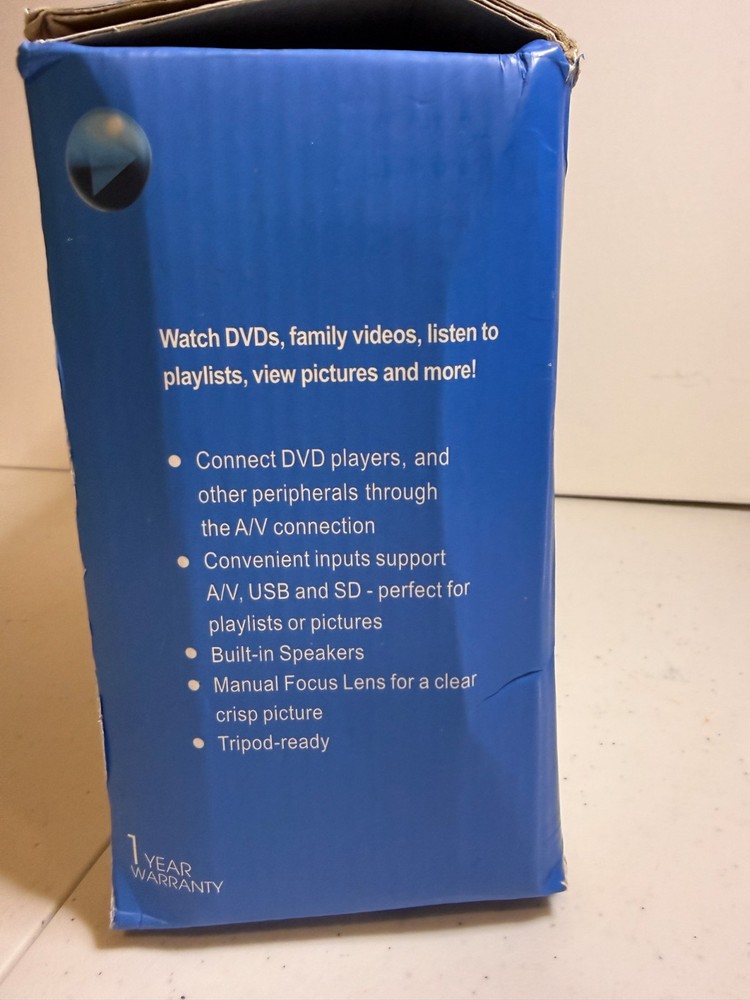 Watch DVDs, family videos, listen to
playlists, view pictures and more!
● Connect DVD players, and
other peripherals through
the A/V connection
● Convenient inputs support
A/V, USB and SD - perfect for
playlists or pictures
● Built-in Speakers
● Manual Focus Lens for a clear
crisp picture
● Tripod-ready
1 YEAR
WARRANTY